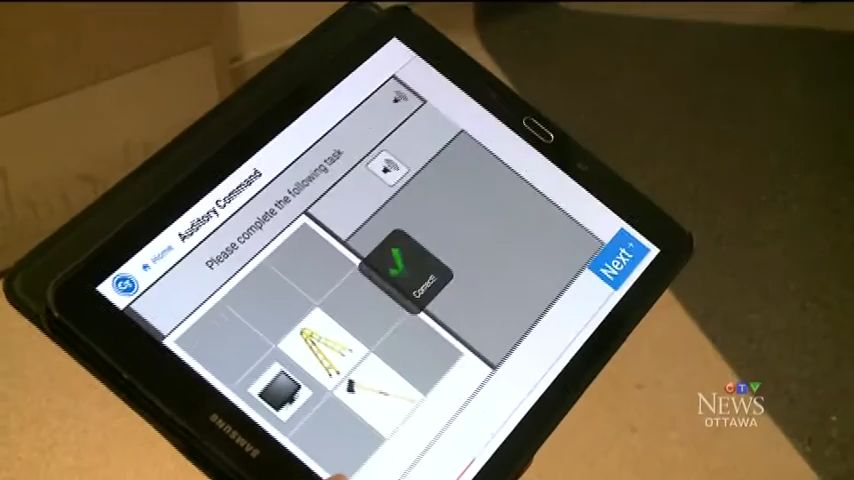 Home
Auditory Command
Please complete the following task
Correct!
Next
SAMSUNG
CTV
NEWS
OTTAWA